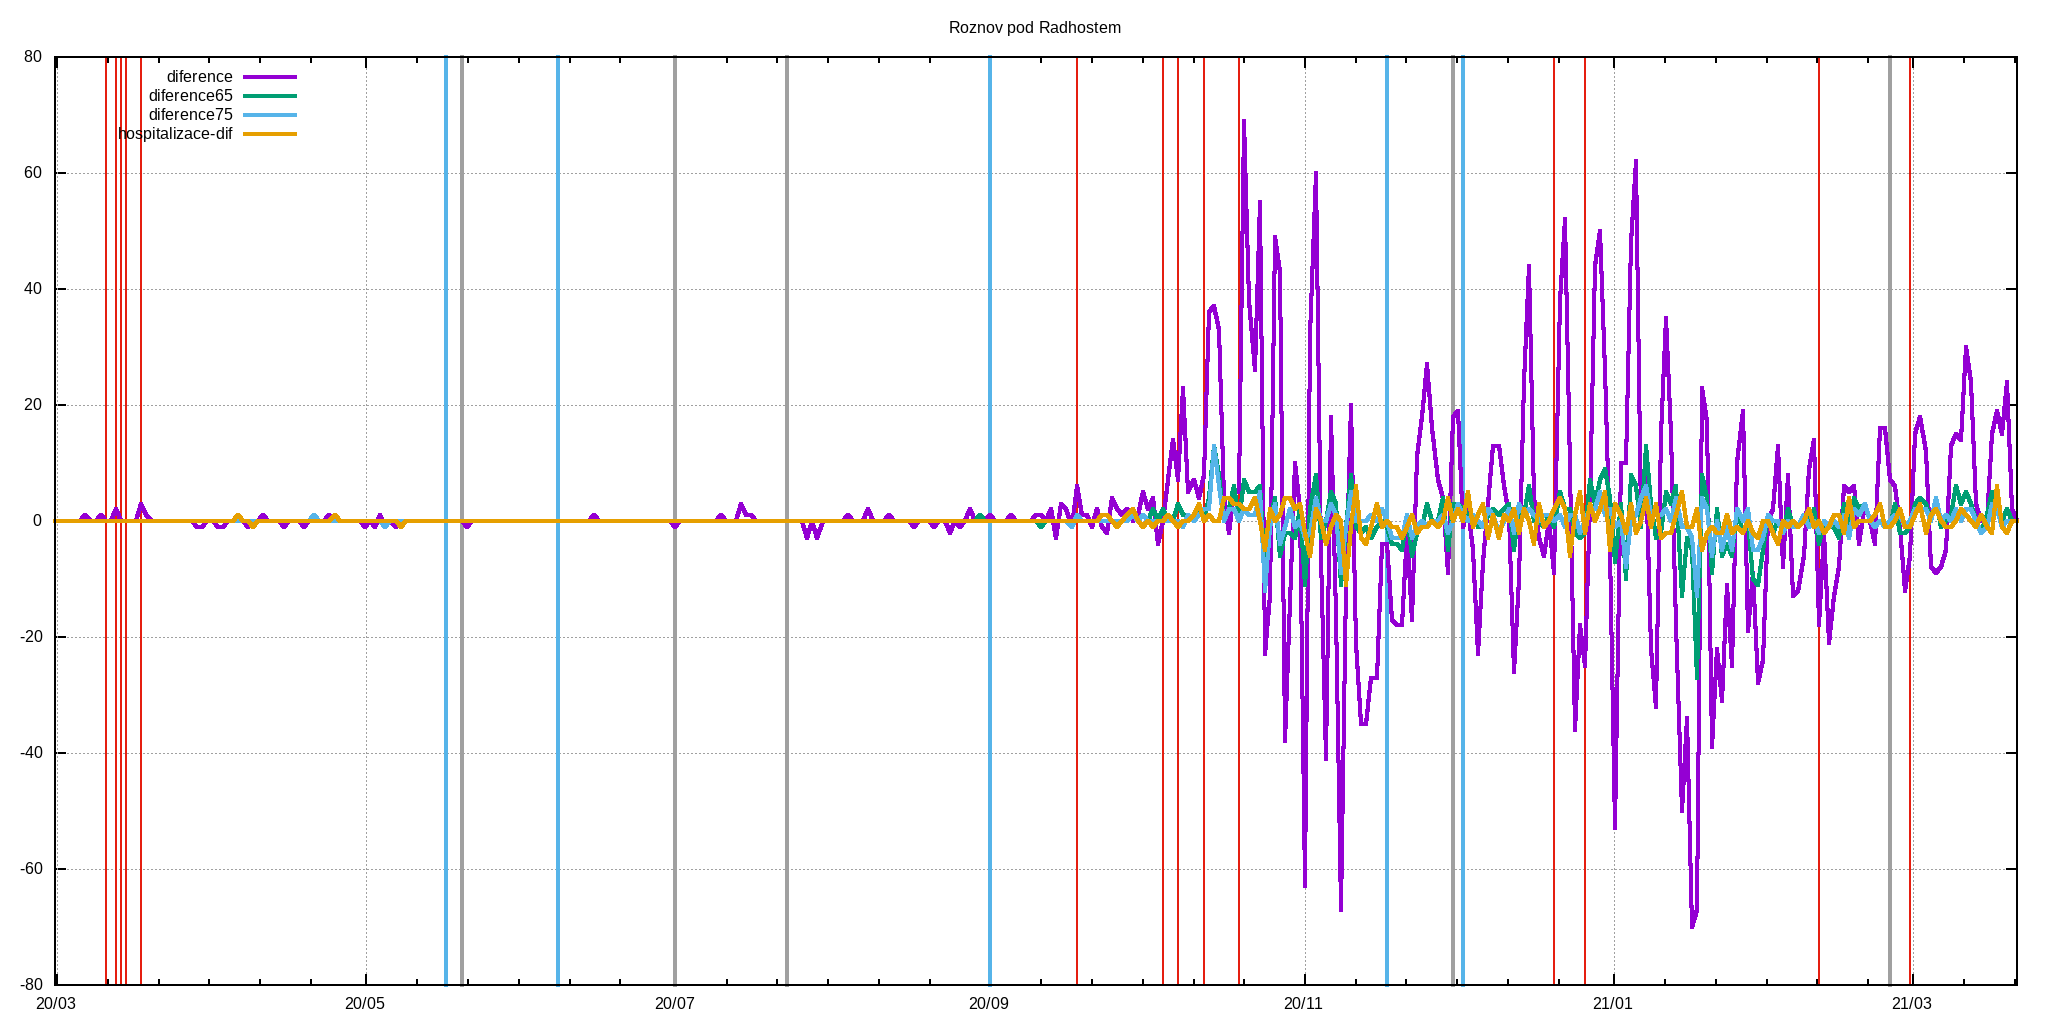 Roznov pod Radhostem
80
60
40
20
0
-20
-40
-60
-80
diference
diference65
diference75
hospitalizace-dif
20/03 20/05 20/07 20/09 20/11 21/01 21/03